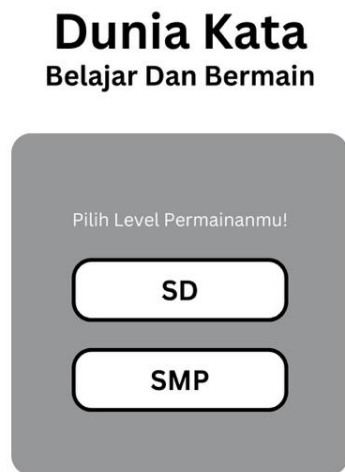 Dunia Kata
Belajar Dan Bermain
Pilih Level Permainanmu!
SD
SMP